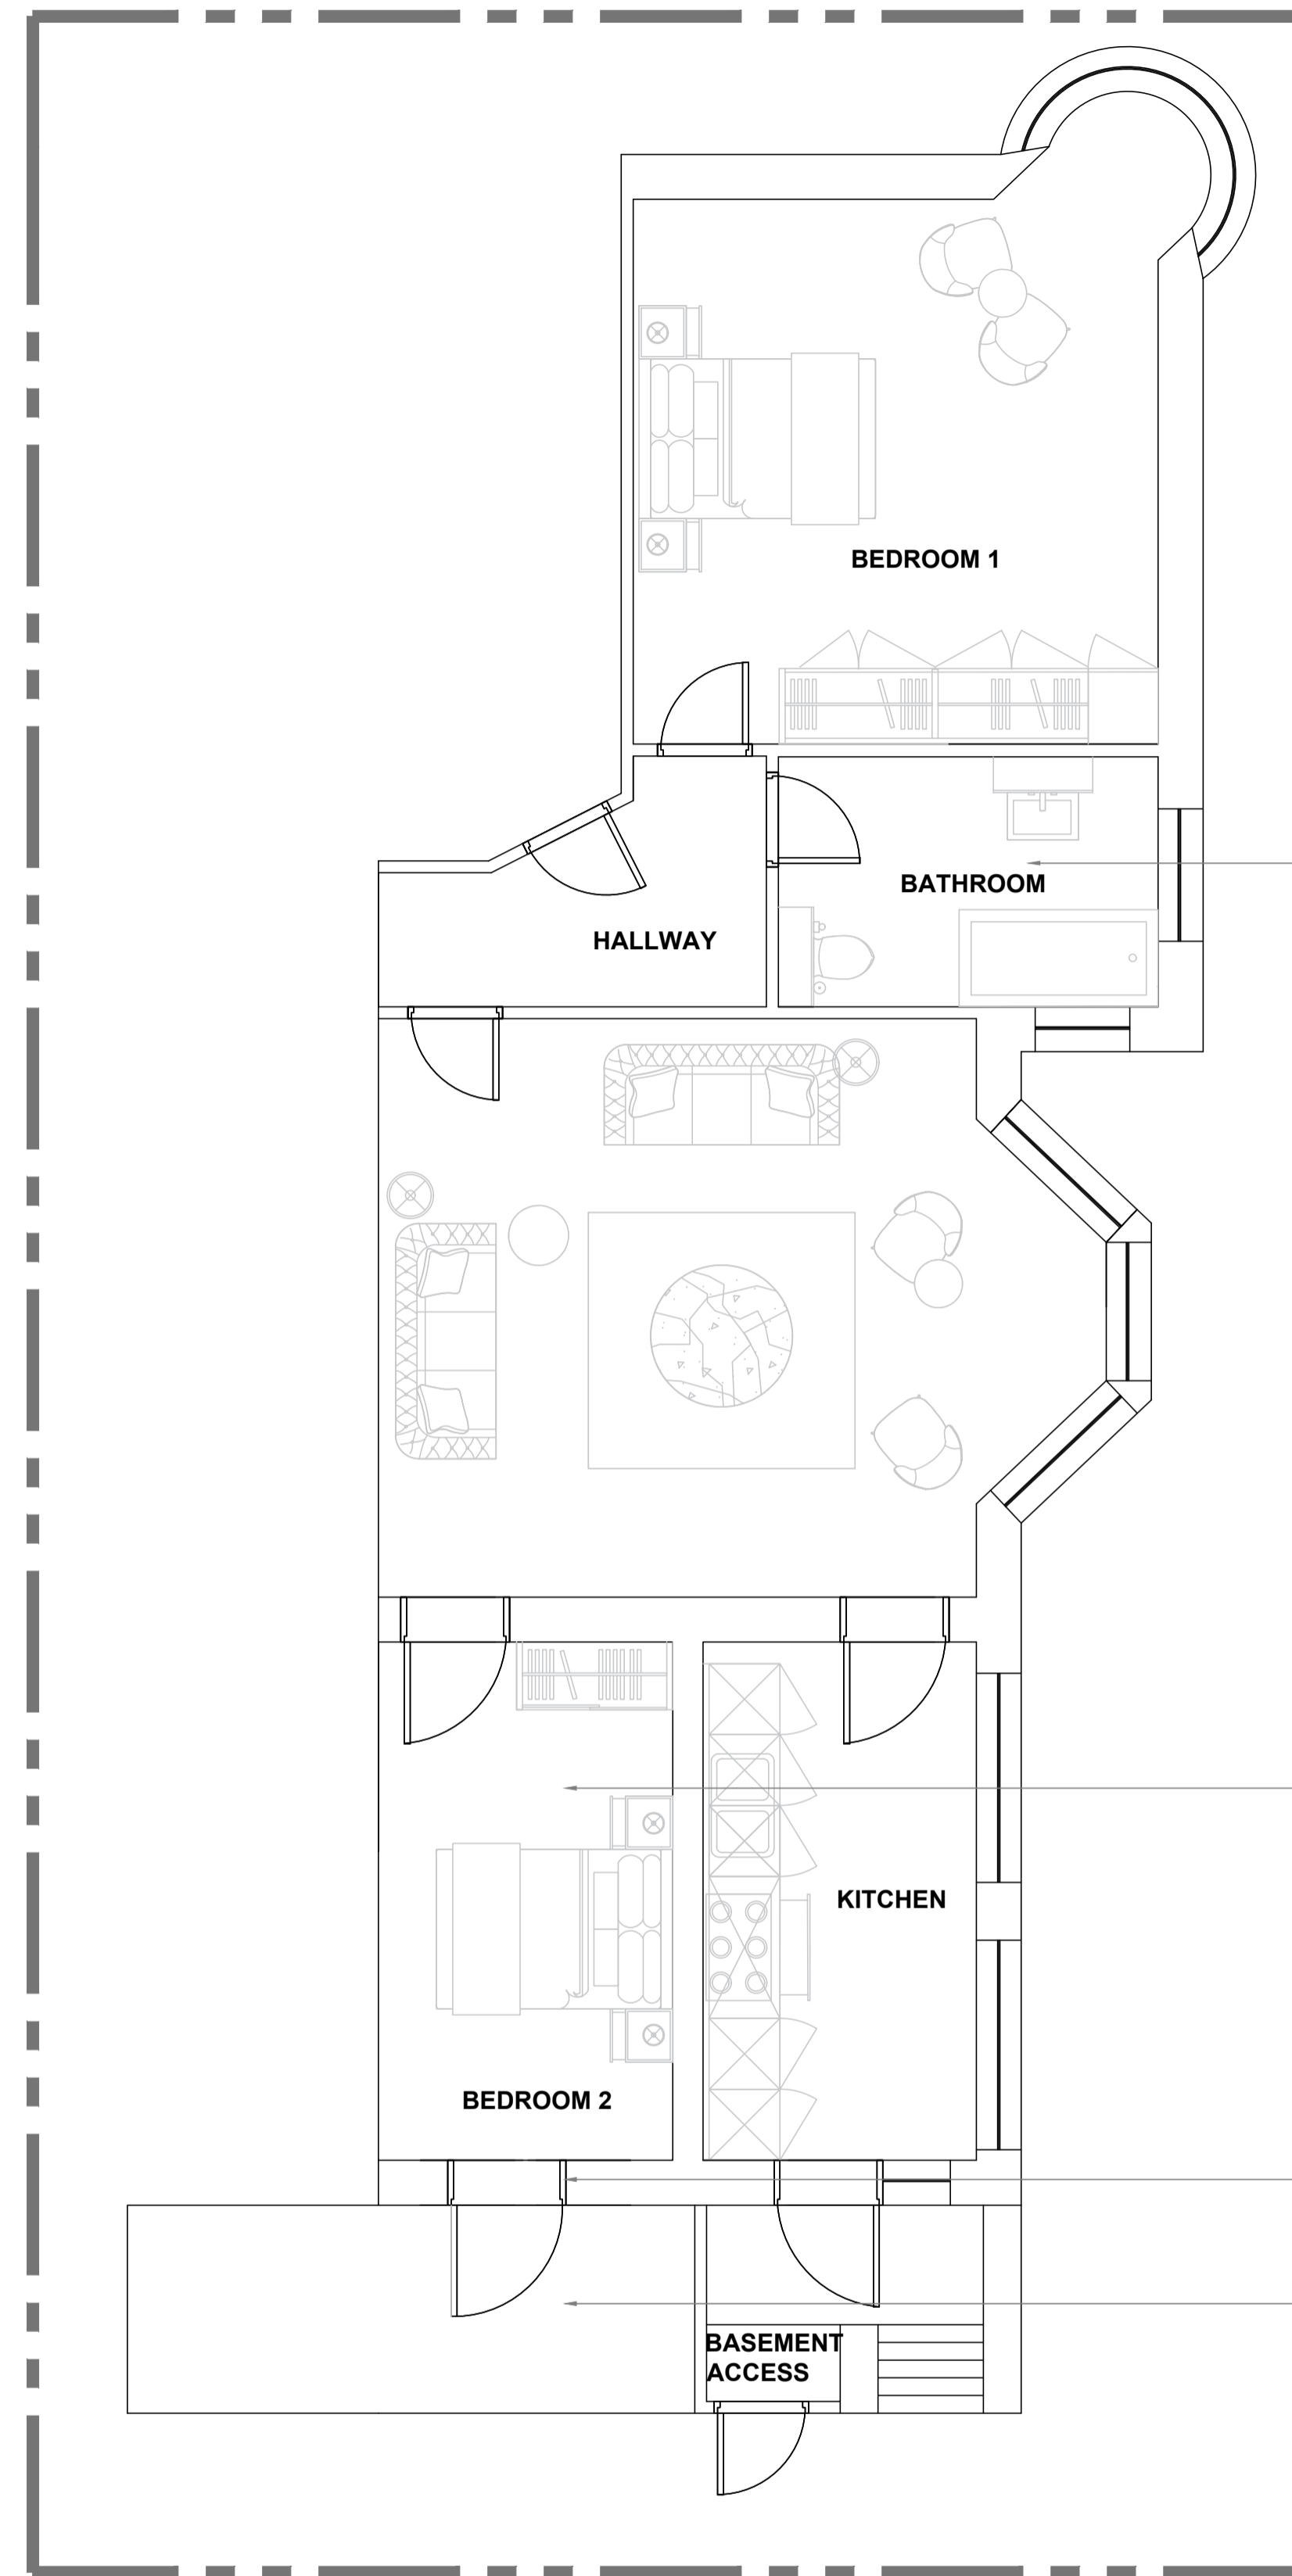 BEDROOM 1
BATHROOM
HALLWAY
KITCHEN
BEDROOM 2
BASEMENT
ACCESS